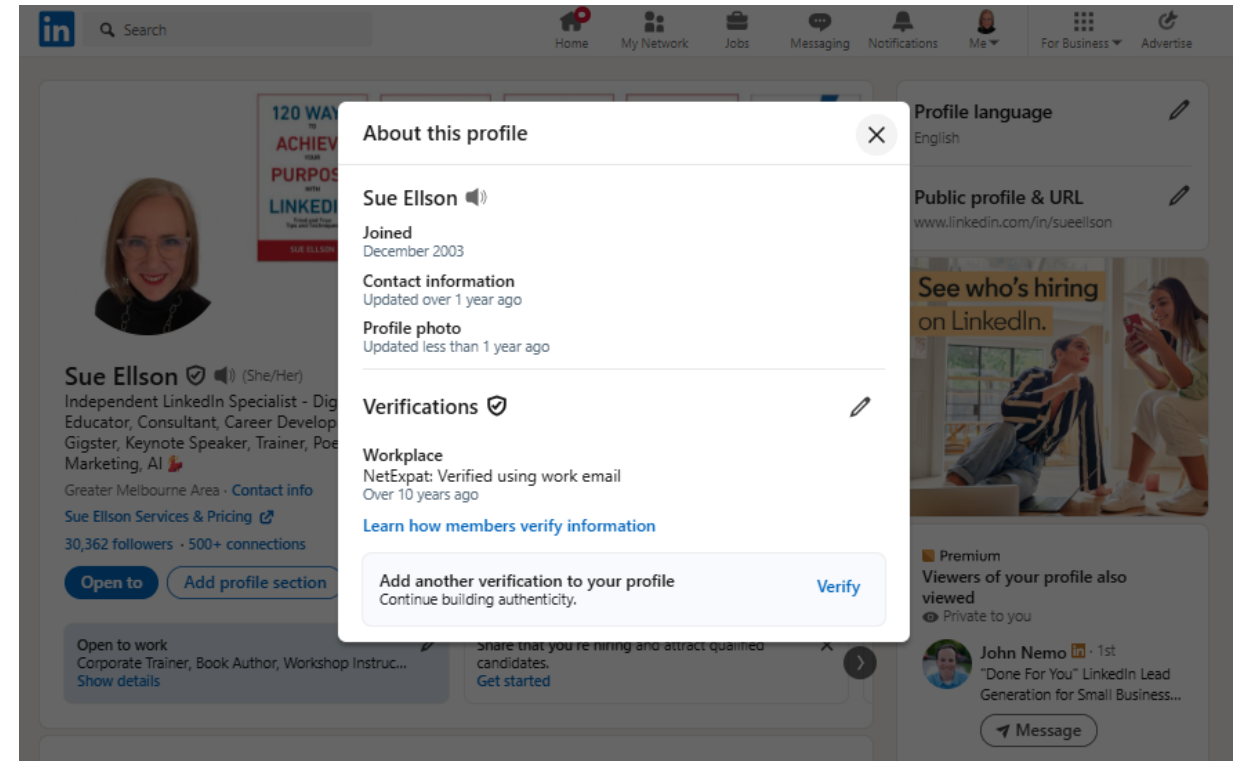 in
Search
Home
My Network
Jobs
Messaging
Notifications
Me
For Business
Advertise
120 WAY
TO
ACHIEV
YOUR
PURPOS
WITH
LINKEDI
SUE ELLSON
Sue Ellson (She/Her)
Independent LinkedIn Specialist - Dig
Educator, Consultant, Career Develop
Gigster, Keynote Speaker, Trainer, Poe
Marketing, AI
Greater Melbourne Area · Contact info
Sue Ellson Services & Pricing
30,362 followers · 500+ connections
Open to
Add profile section
Open to work
Corporate Trainer, Book Author, Workshop Instruc...
Show details
Share that you're hiring and attract qualified
candidates.
Get started
About this profile
Sue Ellson
Joined
December 2003
Contact information
Updated over 1 year ago
Profile photo
Updated less than 1 year ago
Verifications
Workplace
NetExpat: Verified using work email
Over 10 years ago
Learn how members verify information
Add another verification to your profile
Continue building authenticity.
Verify
Profile language
English
Public profile & URL
www.linkedin.com/in/sueellson
See who's hiring
on LinkedIn.
Premium
Viewers of your profile also
viewed
Private to you
John Nemo in · 1st
"Done For You" LinkedIn Lead
Generation for Small Business...
Message